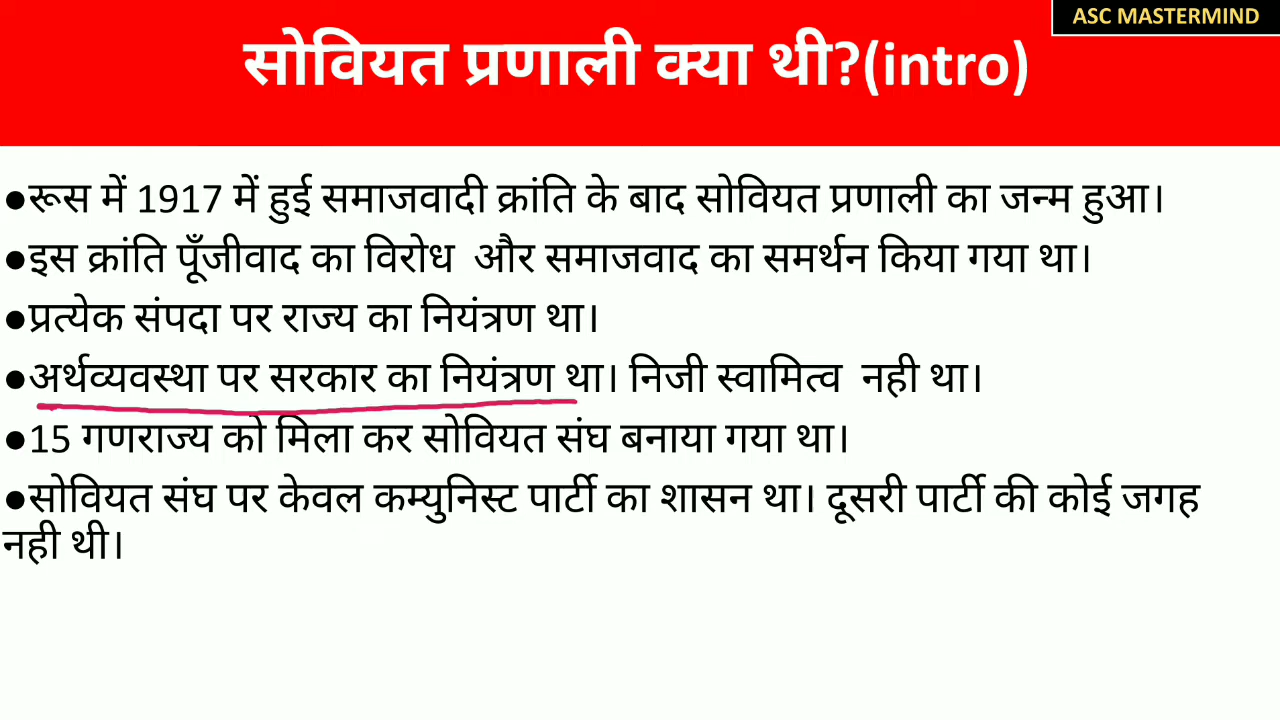 ASC MASTERMIND
सोवियत प्रणाली क्या थी?(intro)
●रूस में 1917 में हुई समाजवादी क्रांति के बाद सोवियत प्रणाली का जन्म हुआ।
●इस क्रांति पूँजीवाद का विरोध और समाजवाद का समर्थन किया गया था।
●प्रत्येक संपदा पर राज्य का नियंत्रण था।
●अर्थव्यवस्था पर सरकार का नियंत्रण था। निजी स्वामित्व नही था।
●15 गणराज्य को मिला कर सोवियत संघ बनाया गया था।
●सोवियत संघ पर केवल कम्युनिस्ट पार्टी का शासन था। दूसरी पार्टी की कोई जगह
नही थी।